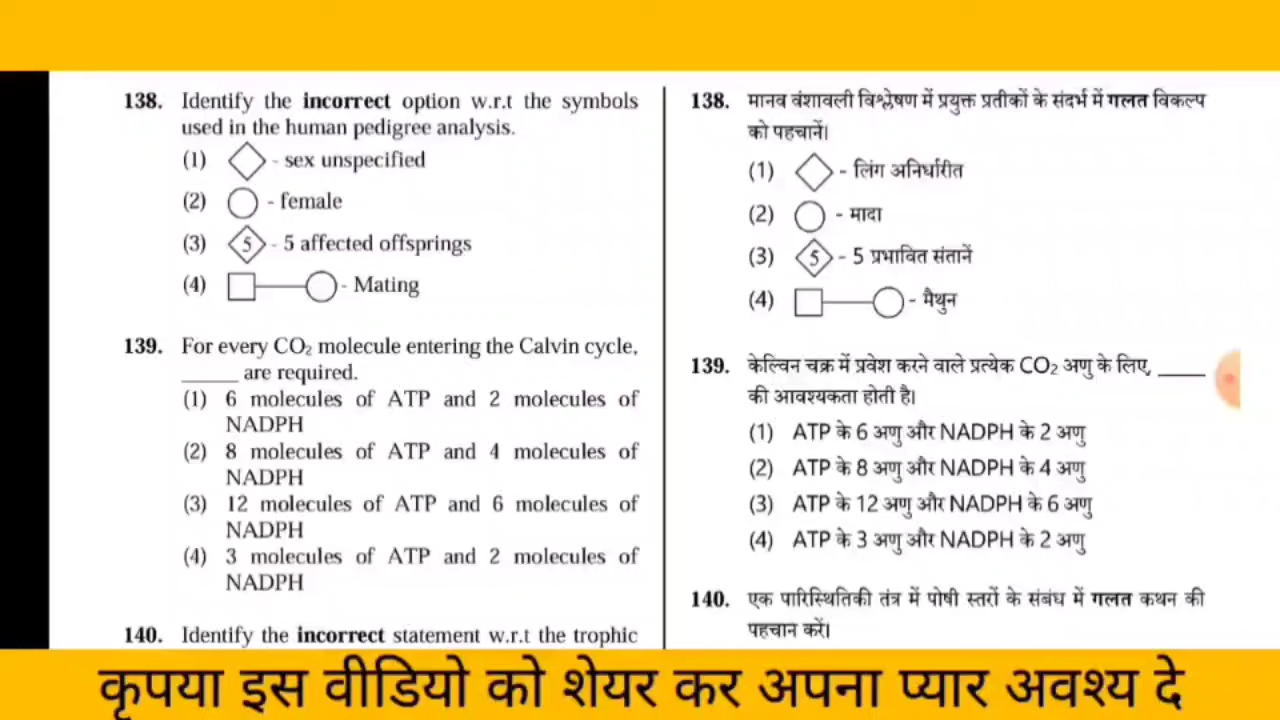 138. Identify the incorrect option w.r.t the symbols
used in the human pedigree analysis.
(1) - sex unspecified
(2) - female
(3) 5 - 5 affected offsprings
(4) - Mating
139. For every CO₂ molecule entering the Calvin cycle,
_____ are required.
(1) 6 molecules of ATP and 2 molecules of
NADPH
(2) 8 molecules of ATP and 4 molecules of
NADPH
(3) 12 molecules of ATP and 6 molecules of
NADPH
(4) 3 molecules of ATP and 2 molecules of
NADPH
140. Identify the incorrect statement w.r.t the trophic
138. मानव वंशावली विश्लेषण में प्रयुक्त प्रतीकों के संदर्भ में गलत विकल्प
को पहचानें।
(1) - लिंग अनिर्धारीत
(2) - मादा
(3) 5 - 5 प्रभावित संतानें
(4) - मैथुन
139. केल्विन चक्र में प्रवेश करने वाले प्रत्येक CO₂ अणु के लिए, ____
की आवश्यकता होती है।
(1) ATP के 6 अणु और NADPH के 2 अणु
(2) ATP के 8 अणु और NADPH के 4 अणु
(3) ATP के 12 अणु और NADPH के 6 अणु
(4) ATP के 3 अणु और NADPH के 2 अणु
140. एक पारिस्थितिकी तंत्र में पोषी स्तरों के संबंध में गलत कथन की
पहचान करें।
कृपया इस वीडियो को शेयर कर अपना प्यार अवश्य दे